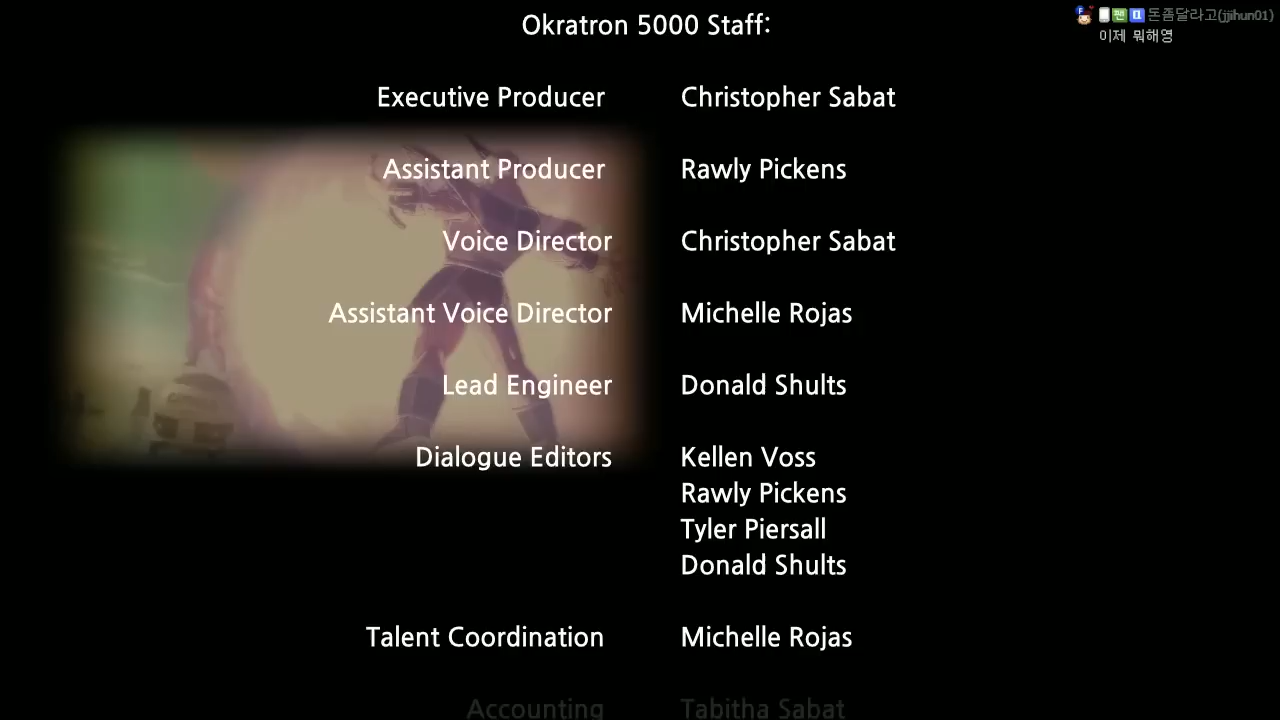 Okratron 5000 Staff:
돈좀달라고(jjihun01)
이제 뭐해영
Executive Producer Christopher Sabat
Assistant Producer Rawly Pickens
Voice Director Christopher Sabat
Assistant Voice Director Michelle Rojas
Lead Engineer Donald Shults
Dialogue Editors Kellen Voss
Rawly Pickens
Tyler Piersall
Donald Shults
Talent Coordination Michelle Rojas
Accounting Tabitha Sabat